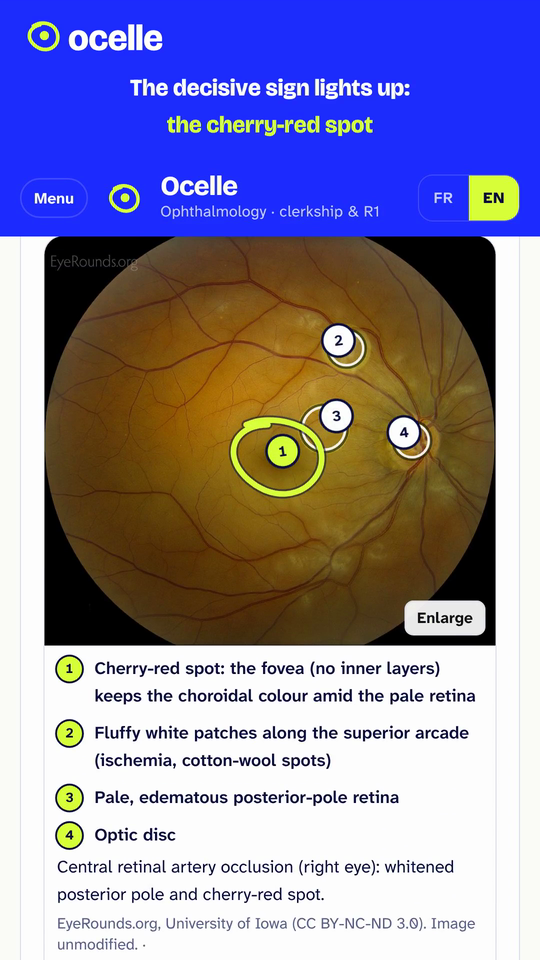 ocelle
The decisive sign lights up:
the cherry-red spot
Menu
Ocelle
Ophthalmology · clerkship & R1
FR
EN
EyeRounds.org
2
3
4
1
Enlarge
1 Cherry-red spot: the fovea (no inner layers)
keeps the choroidal colour amid the pale retina
2 Fluffy white patches along the superior arcade
(ischemia, cotton-wool spots)
3 Pale, edematous posterior-pole retina
4 Optic disc
Central retinal artery occlusion (right eye): whitened
posterior pole and cherry-red spot.
EyeRounds.org, University of Iowa (CC BY-NC-ND 3.0). Image
unmodified. ·